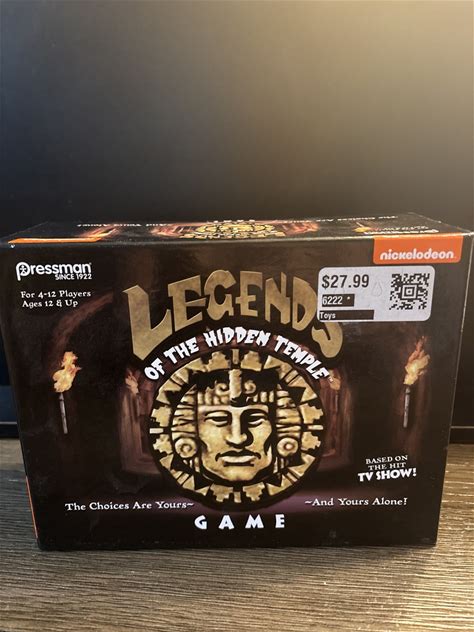 Pressman
SINCE 1922
For 4-12 Players
Ages 12 & Up
nickelodeon
$27.99
6222 *
Toys
LEGENDS
OF THE HIDDEN TEMPLE
BASED ON
THE HIT
TV SHOW!
The Choices Are Yours~
~And Yours Alone!
GAME